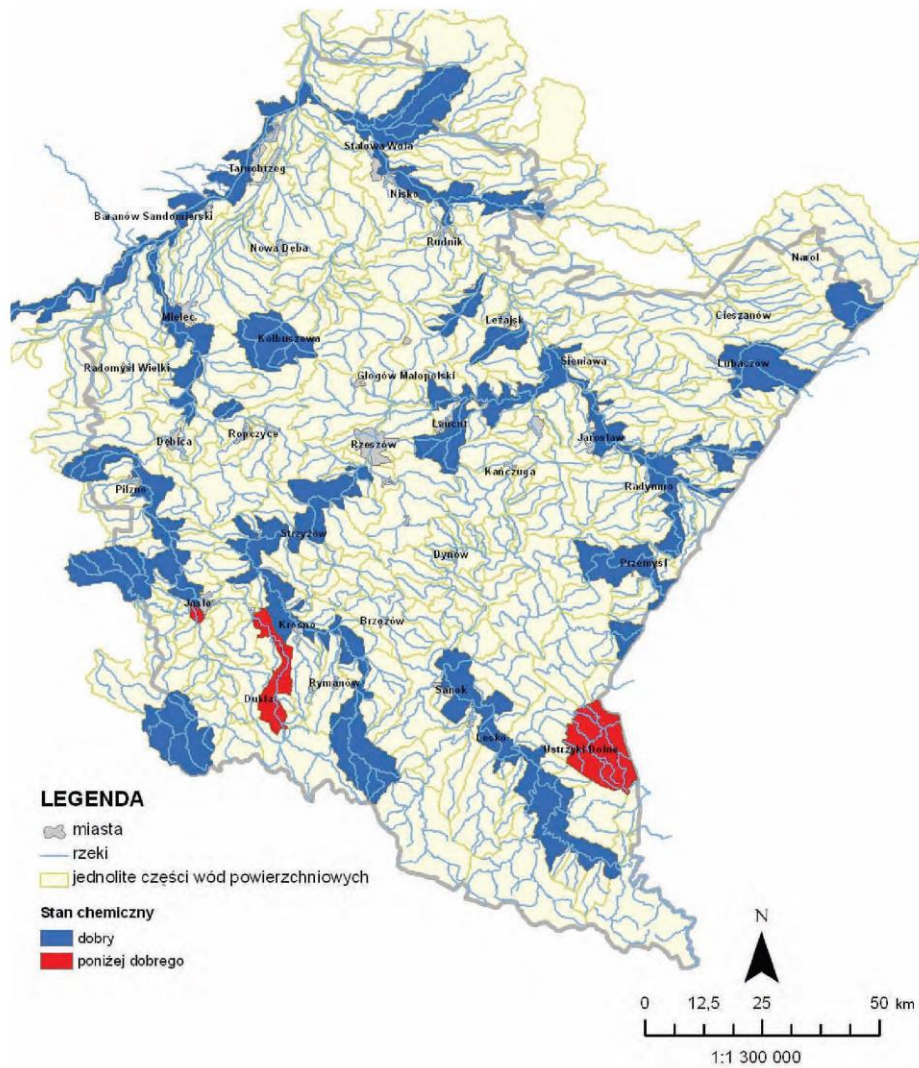 Stalowa Wola
Tarnobrzeg
Nisko
Baranów Sandomierski
Rudnik
Nowa Dęba
Narol
Mielec
Leżajsk
Cieszanów
Kolbuszowa
Sieniawa
Lubaczów
Radomyśl Wielki
Głogów Małopolski
Łańcut
Dębica
Ropczyce
Rzeszów
Jarosław
Kańczuga
Pilzno
Radymno
Strzyżów
Dynów
Przemyśl
Jasło
Krosno
Brzozów
Dukla
Rymanów
Sanok
Lesko
Ustrzyki Dolne
LEGENDA
miasta
rzeki
jednolite części wód powierzchniowych
Stan chemiczny
dobry
poniżej dobrego
N
0 12,5 25 50 km
1:1 300 000